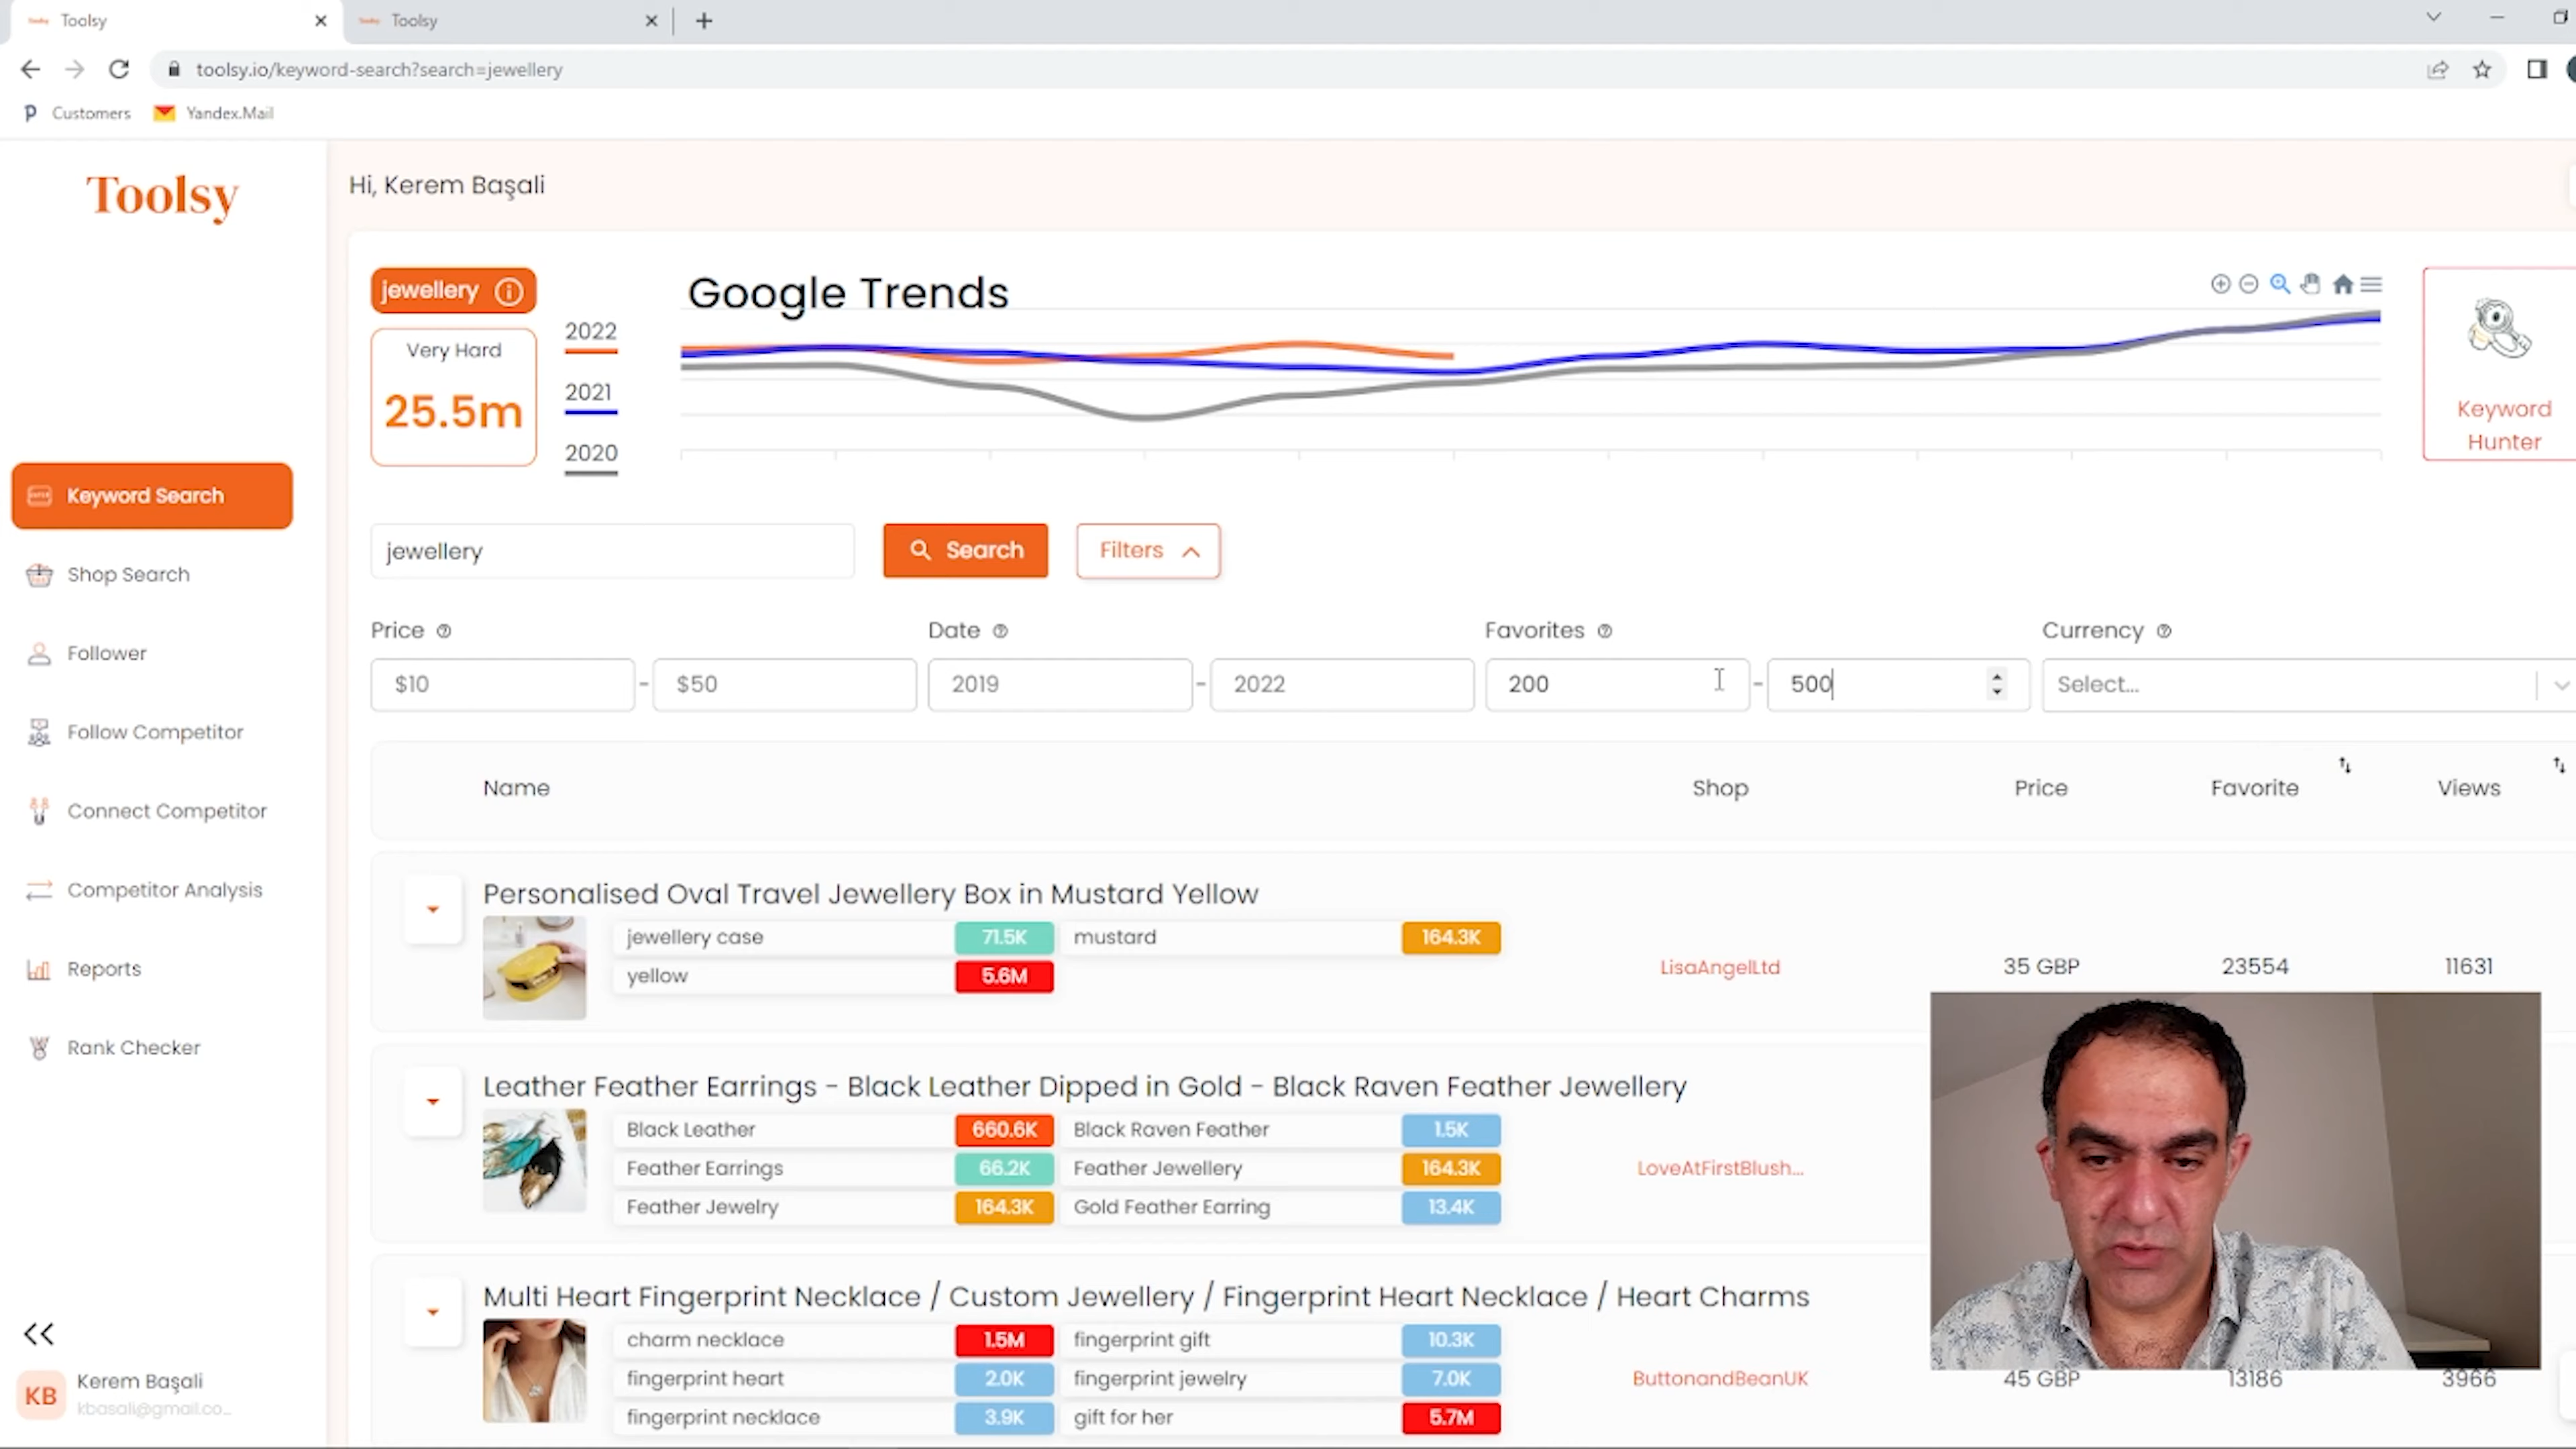 Toolsy
Toolsy
toolsy.io/keyword-search?search=jewellery
Customers
Yandex.Mail
Toolsy
Hi, Kerem Başali
jewellery
Very Hard
25.5m
2022
2021
2020
Google Trends
Keyword
Hunter
Keyword Search
Shop Search
Follower
Follow Competitor
Connect Competitor
Competitor Analysis
Reports
Rank Checker
KB
Kerem Başali
kbasali@gmail.co...
jewellery
Search
Filters
Price
Date
Favorites
Currency
$10 - $50
2019 - 2022
200 - 500
Select...
Name Shop Price Favorite Views
Personalised Oval Travel Jewellery Box in Mustard Yellow
jewellery case 71.5K mustard 164.3K
yellow 5.6M
LisaAngelLtd 35 GBP 23554 11631
Leather Feather Earrings - Black Leather Dipped in Gold - Black Raven Feather Jewellery
Black Leather 660.6K Black Raven Feather 1.5K
Feather Earrings 66.2K Feather Jewellery 164.3K
Feather Jewelry 164.3K Gold Feather Earring 13.4K
LoveAtFirstBlush...
Multi Heart Fingerprint Necklace / Custom Jewellery / Fingerprint Heart Necklace / Heart Charms
charm necklace 1.5M fingerprint gift 10.3K
fingerprint heart 2.0K fingerprint jewelry 7.0K
fingerprint necklace 3.9K gift for her 5.7M
ButtonandBeanUK 45 GBP 13186 3966